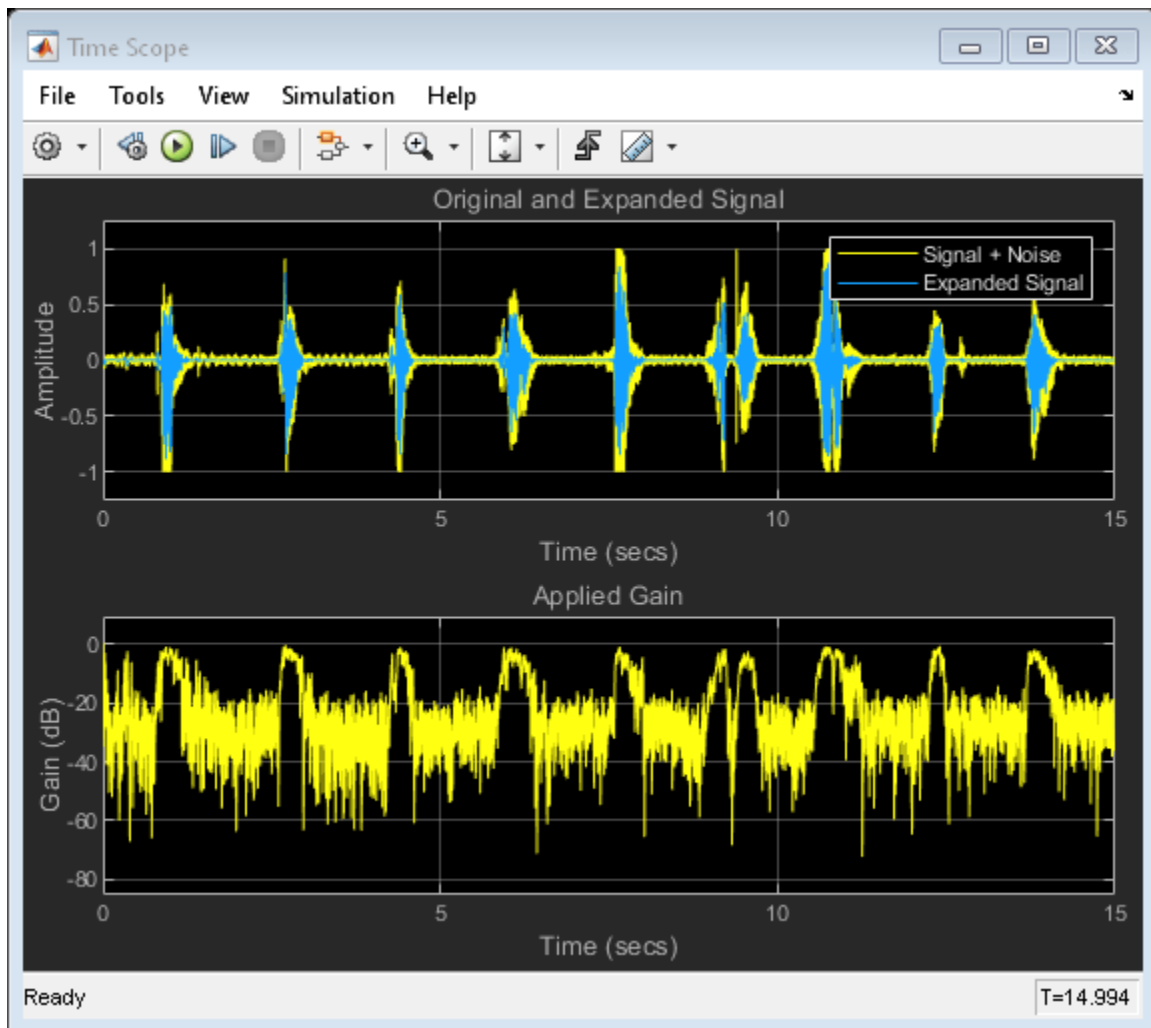 Time Scope
File Tools View Simulation Help
Original and Expanded Signal
Signal + Noise
Expanded Signal
Amplitude
1
0.5
0
-0.5
-1
0 5 10 15
Time (secs)
Applied Gain
Gain (dB)
0
-20
-40
-60
-80
0 5 10 15
Time (secs)
Ready T=14.994